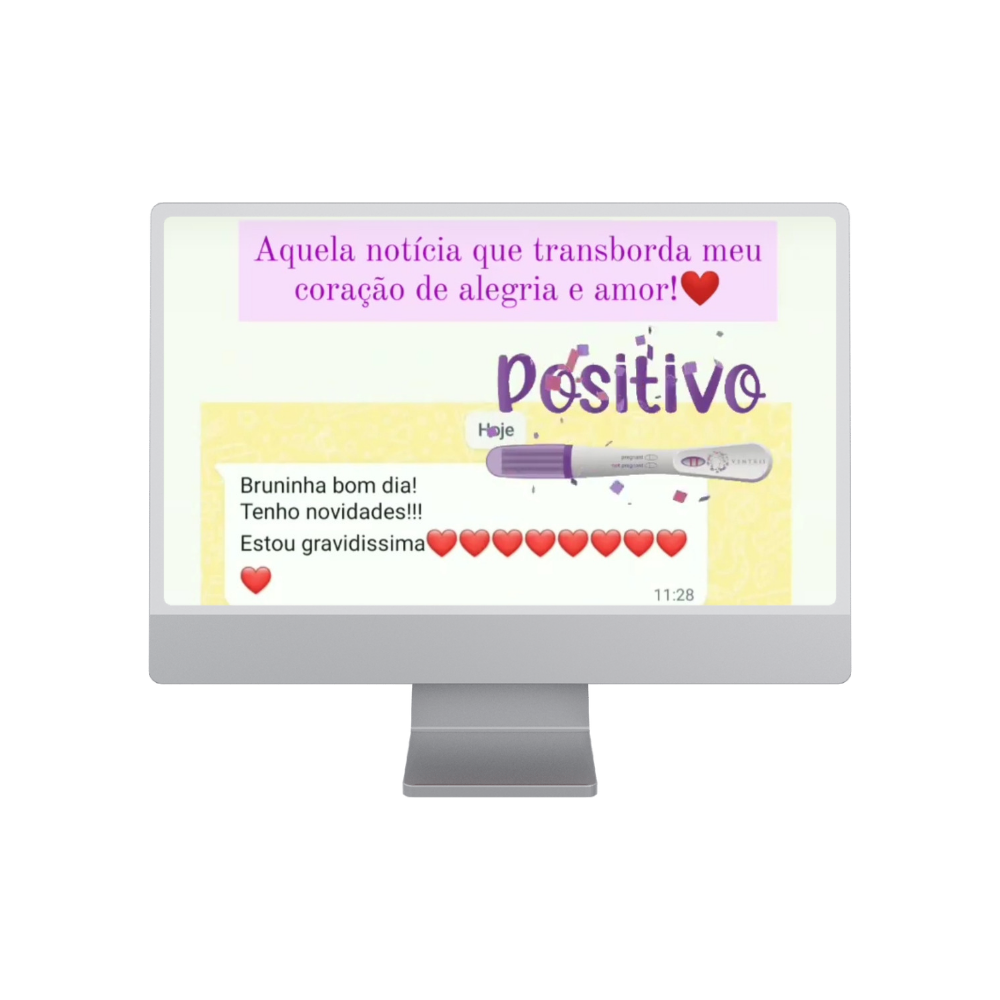 Aquela notícia que transborda meu
coração de alegria e amor!❤️
Positivo
Hoje
Bruninha bom dia!
Tenho novidades!!!
Estou gravidissima❤️❤️❤️❤️❤️❤️❤️❤️
❤️
11:28